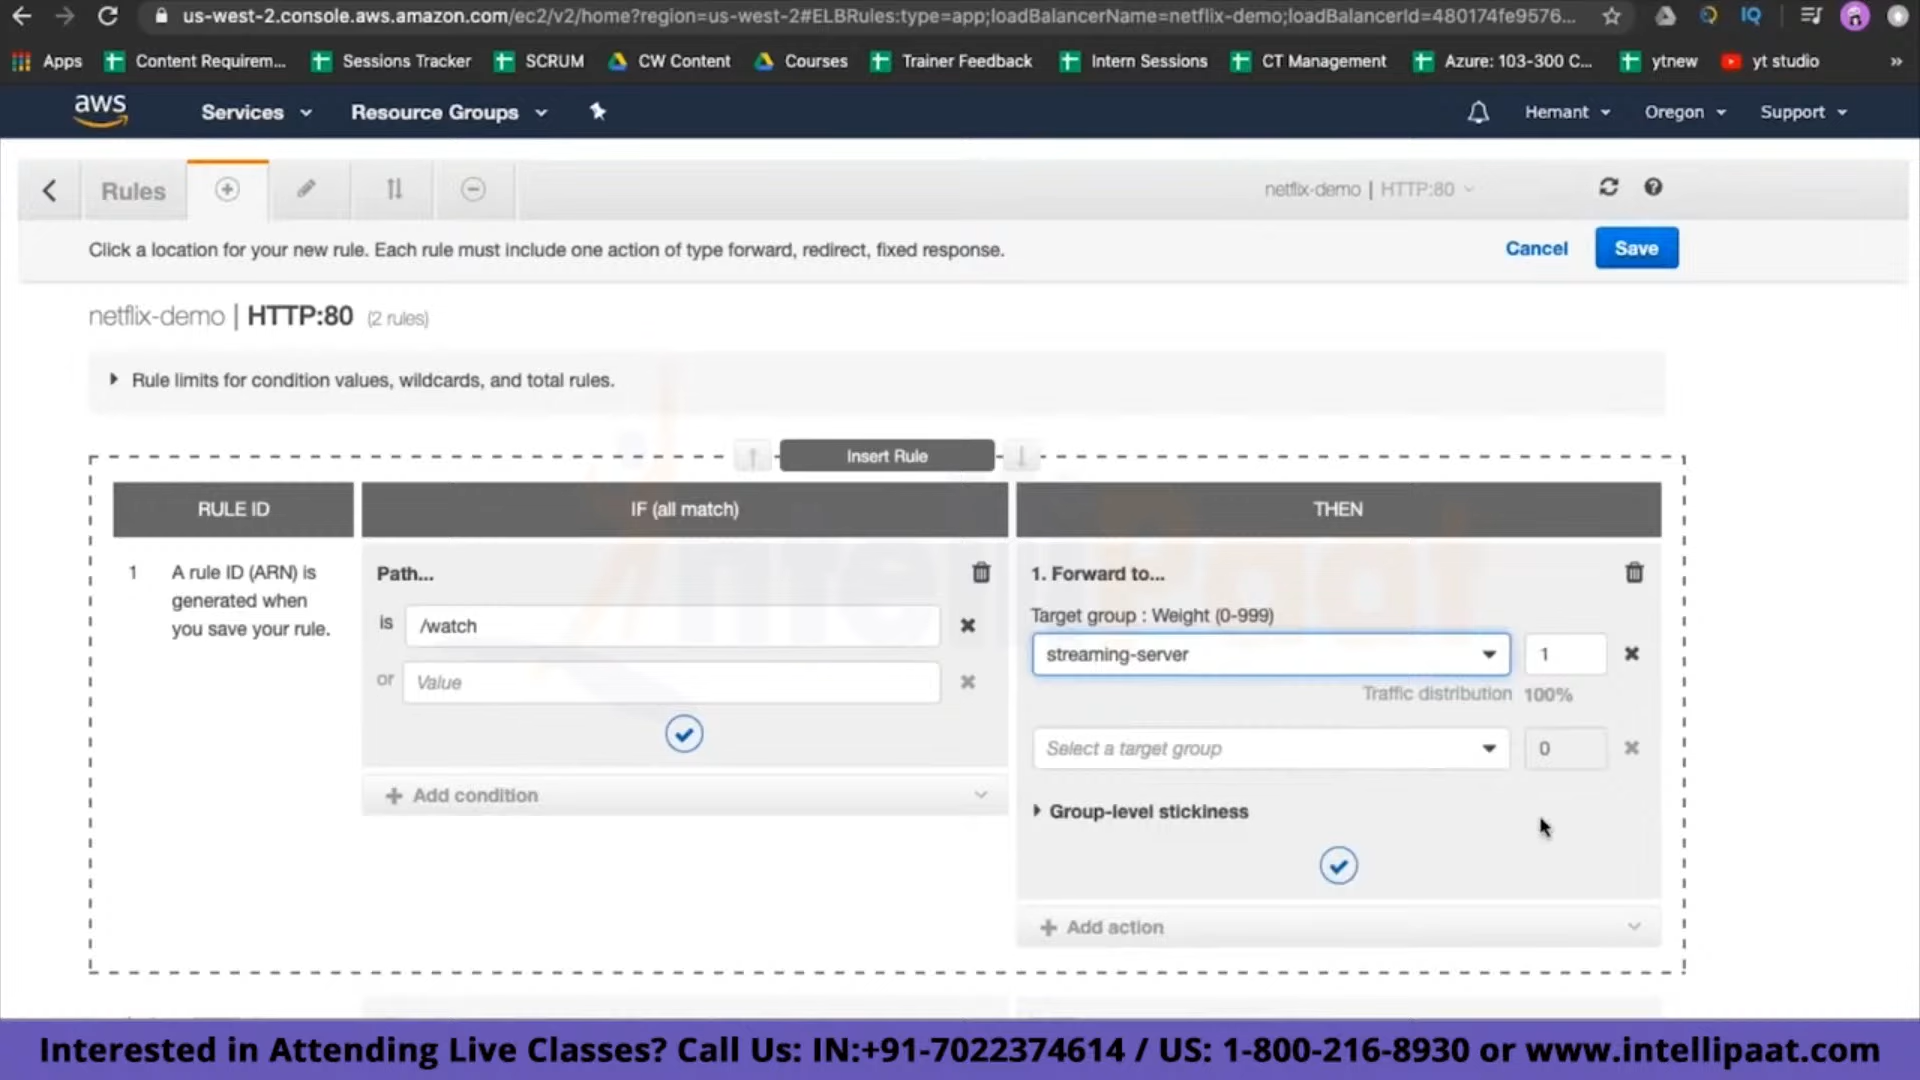 us-west-2.console.aws.amazon.com/ec2/v2/home?region=us-west-2#ELBRules:type=app;loadBalancerName=netflix-demo;loadBalancerId=480174fe9576...
Apps Content Requirem... Sessions Tracker SCRUM CW Content Courses Trainer Feedback Intern Sessions CT Management Azure: 103-300 C... ytnew yt studio »
aws Services Resource Groups Hemant Oregon Support
Rules netflix-demo | HTTP:80
Click a location for your new rule. Each rule must include one action of type forward, redirect, fixed response. Cancel Save
netflix-demo | HTTP:80 (2 rules)
Rule limits for condition values, wildcards, and total rules.
Insert Rule
RULE ID IF (all match) THEN
1 A rule ID (ARN) is generated when you save your rule.
Path...
is /watch
or Value
+ Add condition
1. Forward to...
Target group : Weight (0-999)
streaming-server 1
Traffic distribution 100%
Select a target group 0
Group-level stickiness
+ Add action
intelliPaat
Interested in Attending Live Classes? Call Us: IN:+91-7022374614 / US: 1-800-216-8930 or www.intellipaat.com